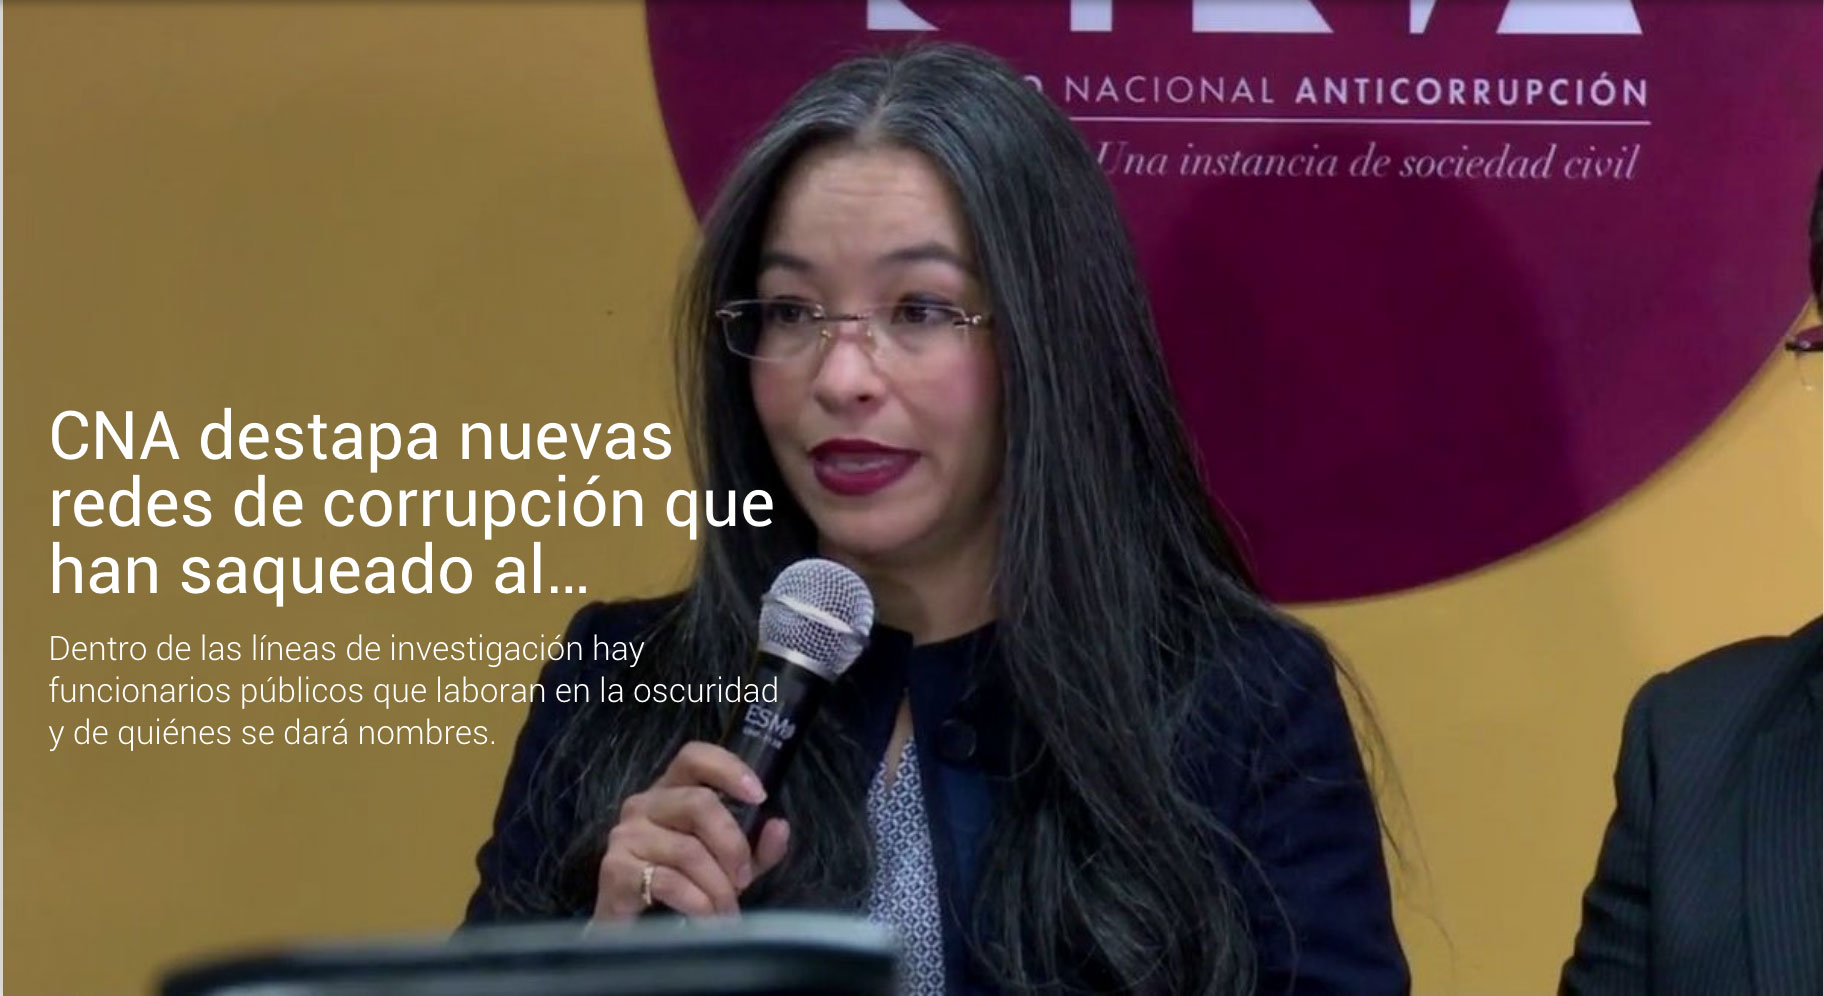 NACIONAL ANTICORRUPCIÓN
Una instancia de sociedad civil
CNA destapa nuevas
redes de corrupción que
han saqueado al...
Dentro de las líneas de investigación hay
funcionarios públicos que laboran en la oscuridad
y de quiénes se dará nombres.